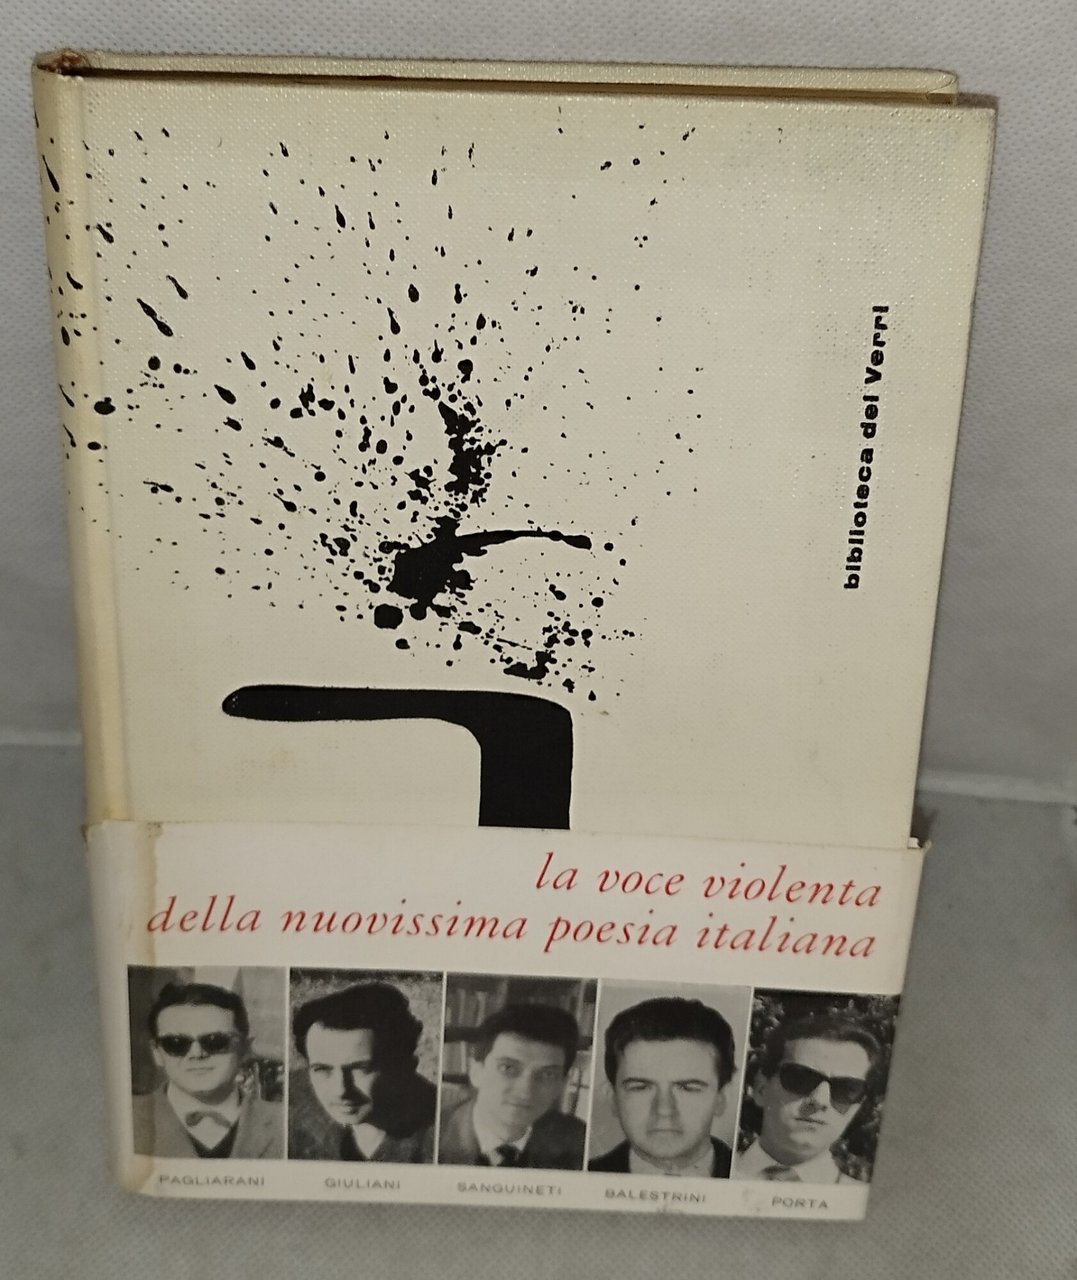 biblioteca del Verri
la voce violenta
della nuovissima poesia italiana
PAGLIARANI GIULIANI SANGUINETI BALESTRINI PORTA